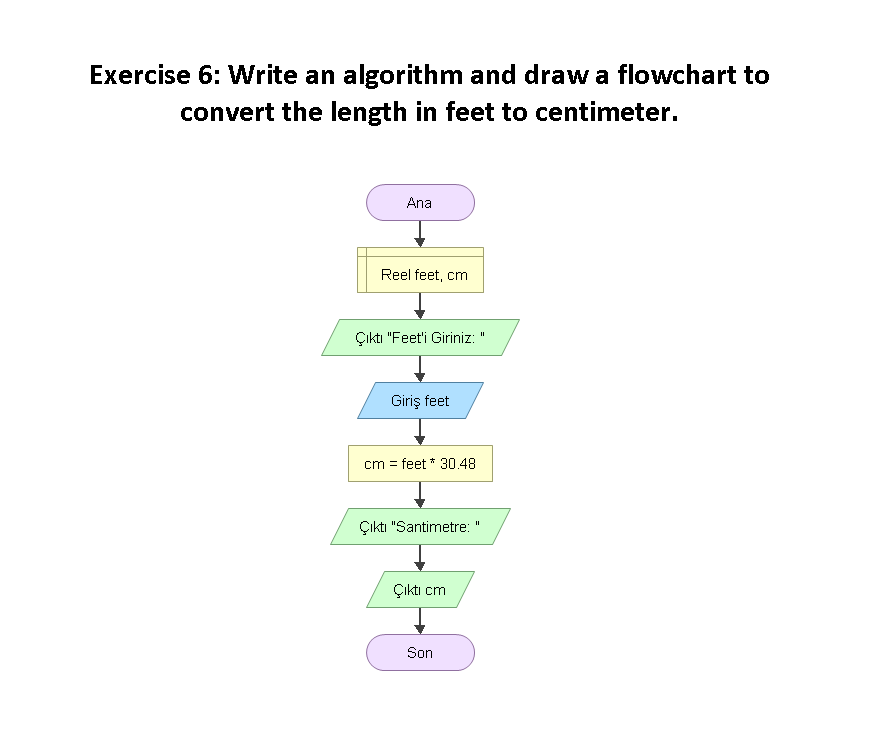 Exercise 6: Write an algorithm and draw a flowchart to
convert the length in feet to centimeter.
Ana
Reel feet, cm
Çıktı "Feet'i Giriniz: "
Giriş feet
cm = feet * 30.48
Çıktı "Santimetre: "
Çıktı cm
Son